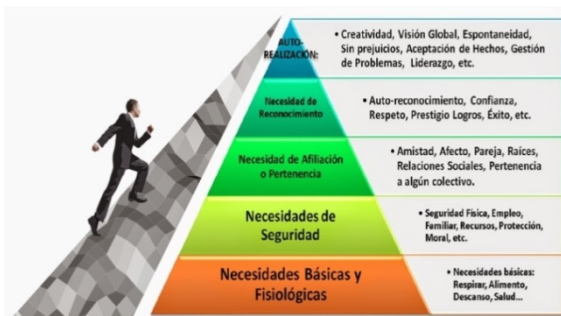 AUTO-
REALIZACIÓN:
• Creatividad, Visión Global, Espontaneidad,
Sin prejuicios, Aceptación de Hechos, Gestión
de Problemas, Liderazgo, etc.
Necesidad de
Reconocimiento
• Auto-reconocimiento, Confianza,
Respeto, Prestigio Logros, Éxito, etc.
Necesidad de Afiliación
o Pertenencia
• Amistad, Afecto, Pareja, Raíces,
Relaciones Sociales, Pertenencia
a algún colectivo.
Necesidades de
Seguridad
• Seguridad Física, Empleo,
Familiar, Recursos, Protección,
Moral, etc.
Necesidades Básicas y
Fisiológicas
• Necesidades básicas:
Respirar, Alimento,
Descanso, Salud...